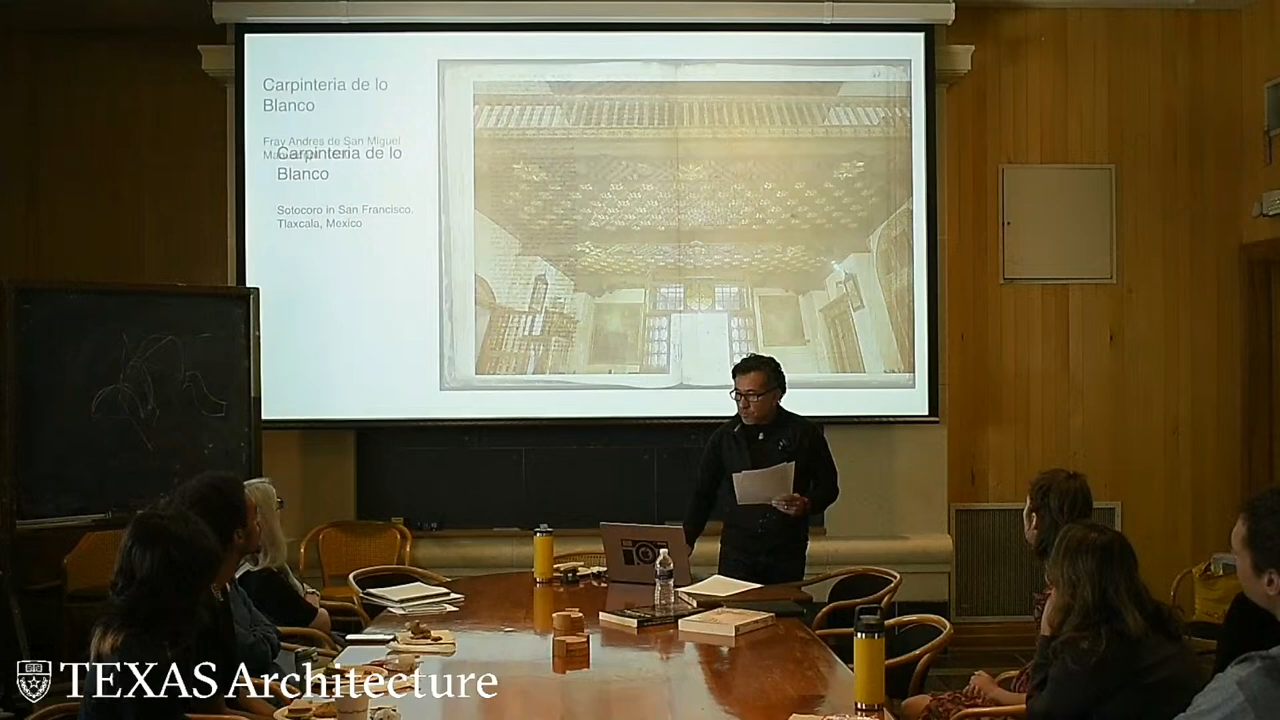 Carpinteria de lo
Blanco
Fray Andres de San Miguel
Carpinteria de lo
Blanco
Sotocoro in San Francisco.
Tlaxcala, Mexico
TEXAS Architecture